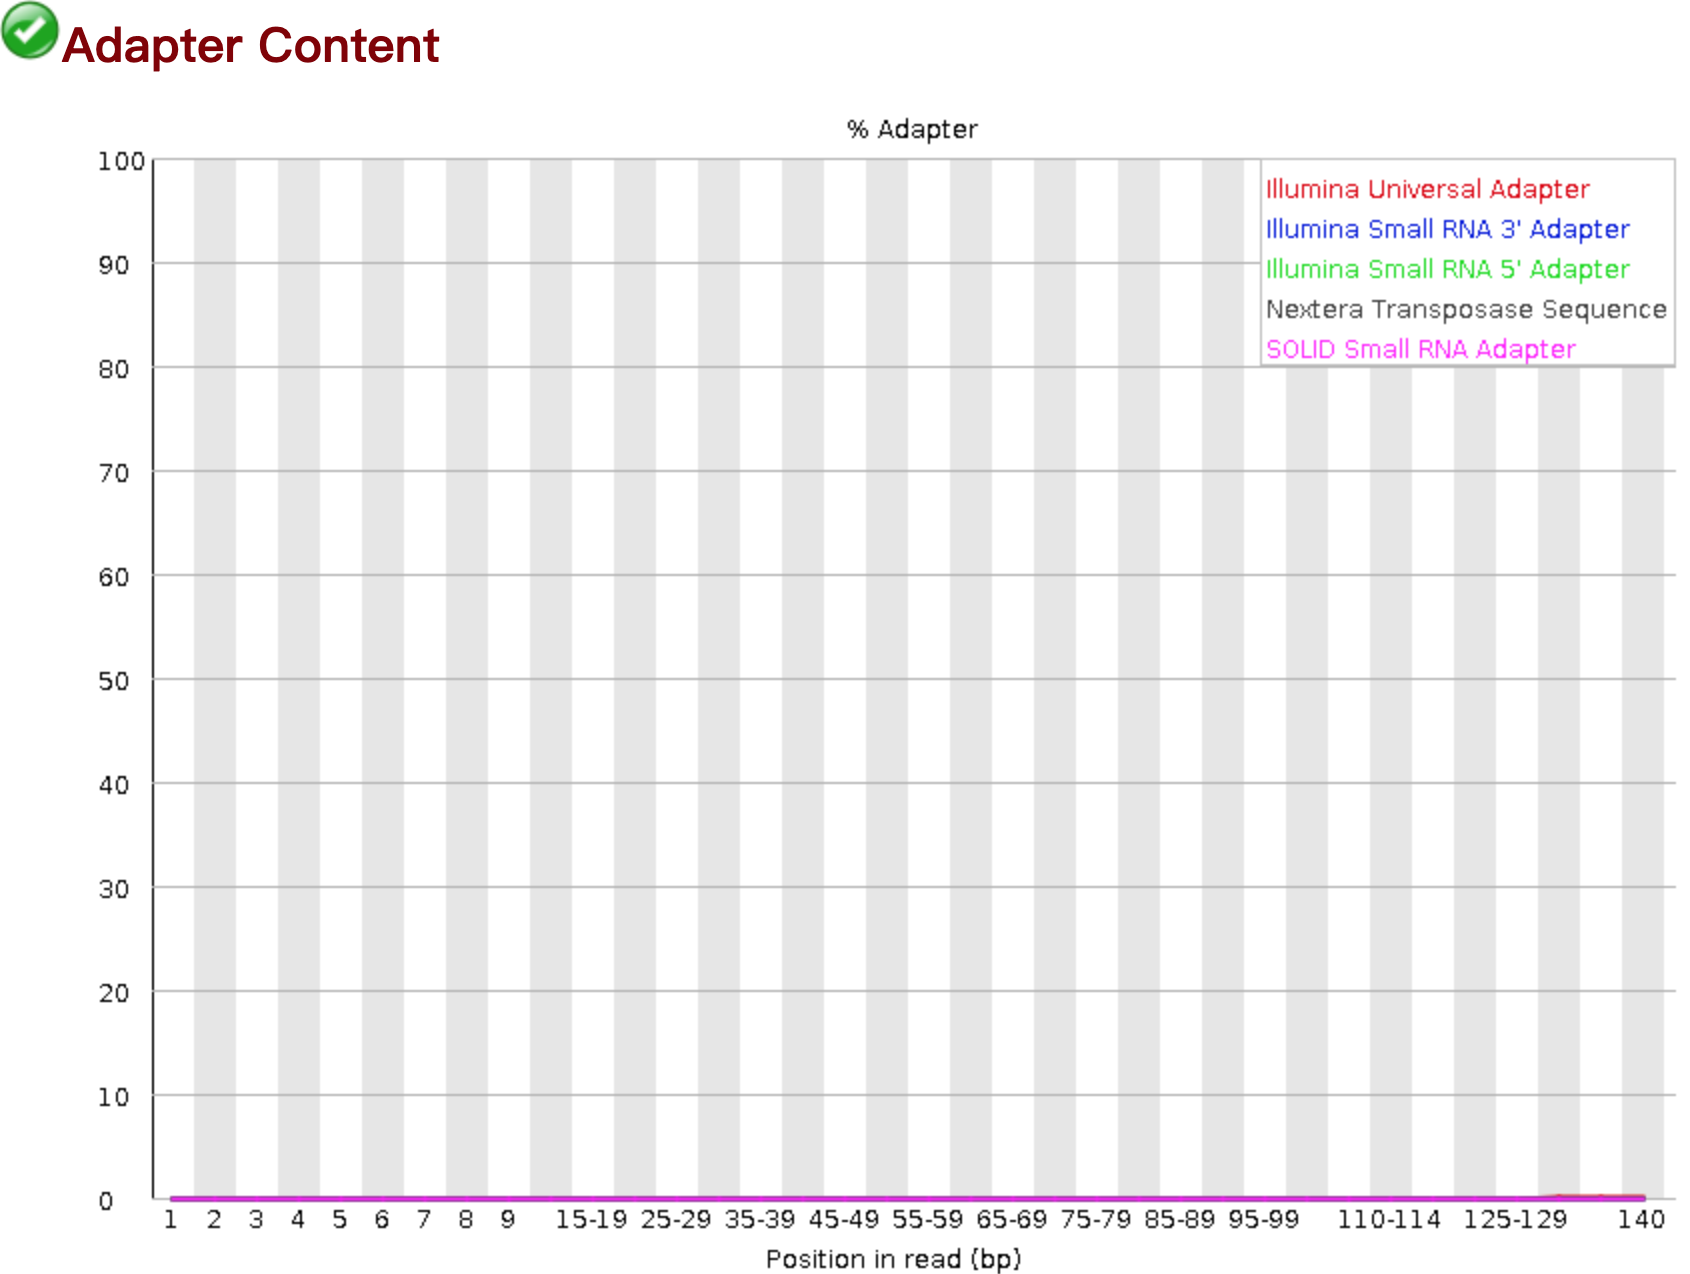 Adapter Content
% Adapter
100
90
80
70
60
50
40
30
20
10
0
Illumina Universal Adapter
Illumina Small RNA 3' Adapter
Illumina Small RNA 5' Adapter
Nextera Transposase Sequence
SOLID Small RNA Adapter
1 2 3 4 5 6 7 8 9 15-19 25-29 35-39 45-49 55-59 65-69 75-79 85-89 95-99 110-114 125-129 140
Position in read (bp)